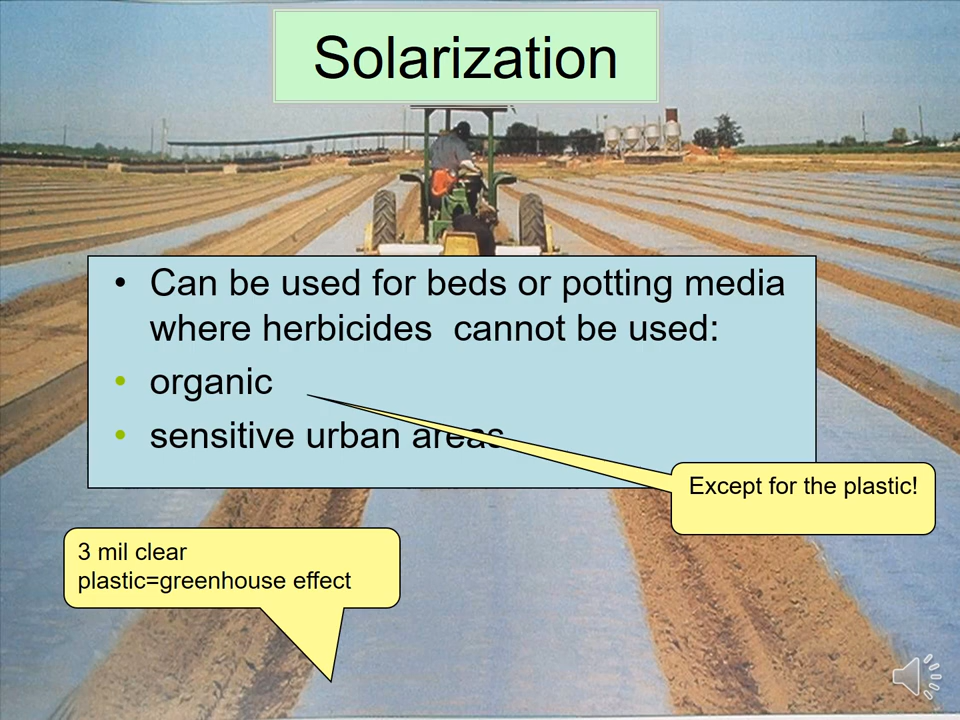 Solarization
• Can be used for beds or potting media
where herbicides  cannot be used:
• organic
• sensitive urban areas
Except for the plastic!
3 mil clear
plastic=greenhouse effect